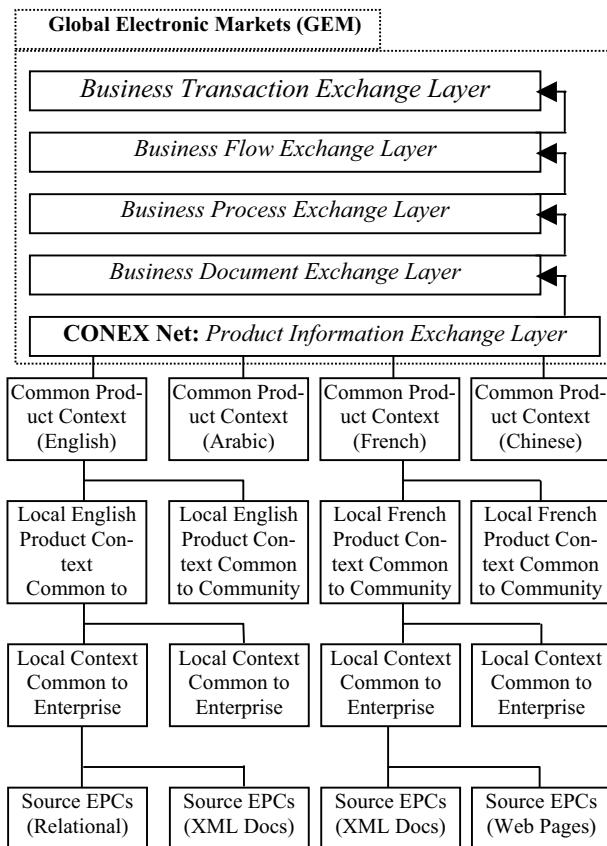 Global Electronic Markets (GEM)
Business Transaction Exchange Layer
Business Flow Exchange Layer
Business Process Exchange Layer
Business Document Exchange Layer
CONEX Net: Product Information Exchange Layer
Common Prod-
uct Context
(English)
Common Prod-
uct Context
(Arabic)
Common Prod-
uct Context
(French)
Common Prod-
uct Context
(Chinese)
Local English
Product Con-
text
Common to
Local English
Product Con-
text Common
to Community
Local French
Product Con-
text Common
to Community
Local French
Product Con-
text Common
to Community
Local Context
Common to
Enterprise
Local Context
Common to
Enterprise
Local Context
Common to
Enterprise
Local Context
Common to
Enterprise
Source EPCs
(Relational)
Source EPCs
(XML Docs)
Source EPCs
(XML Docs)
Source EPCs
(Web Pages)